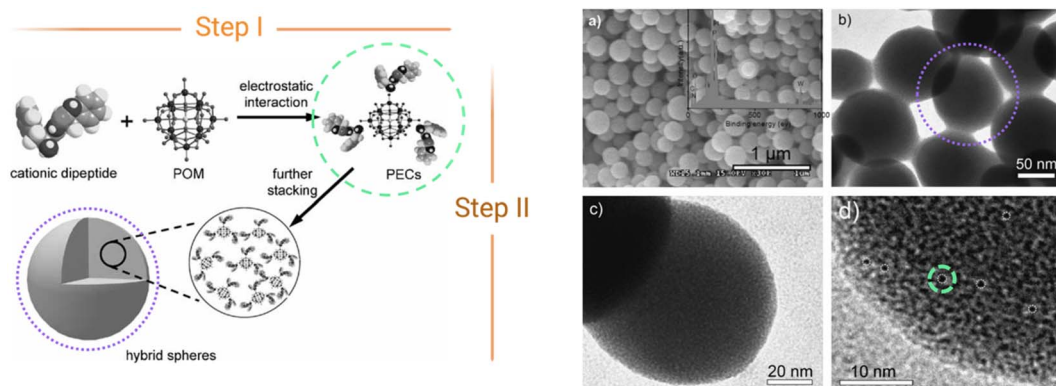 Step I
electrostatic
interaction
+
cationic dipeptide
POM
PECs
further
stacking
Step II
hybrid spheres
a)
0
500
1000
Binding energy (ev)
1 µm
b)
50 nm
c)
20 nm
d)
10 nm